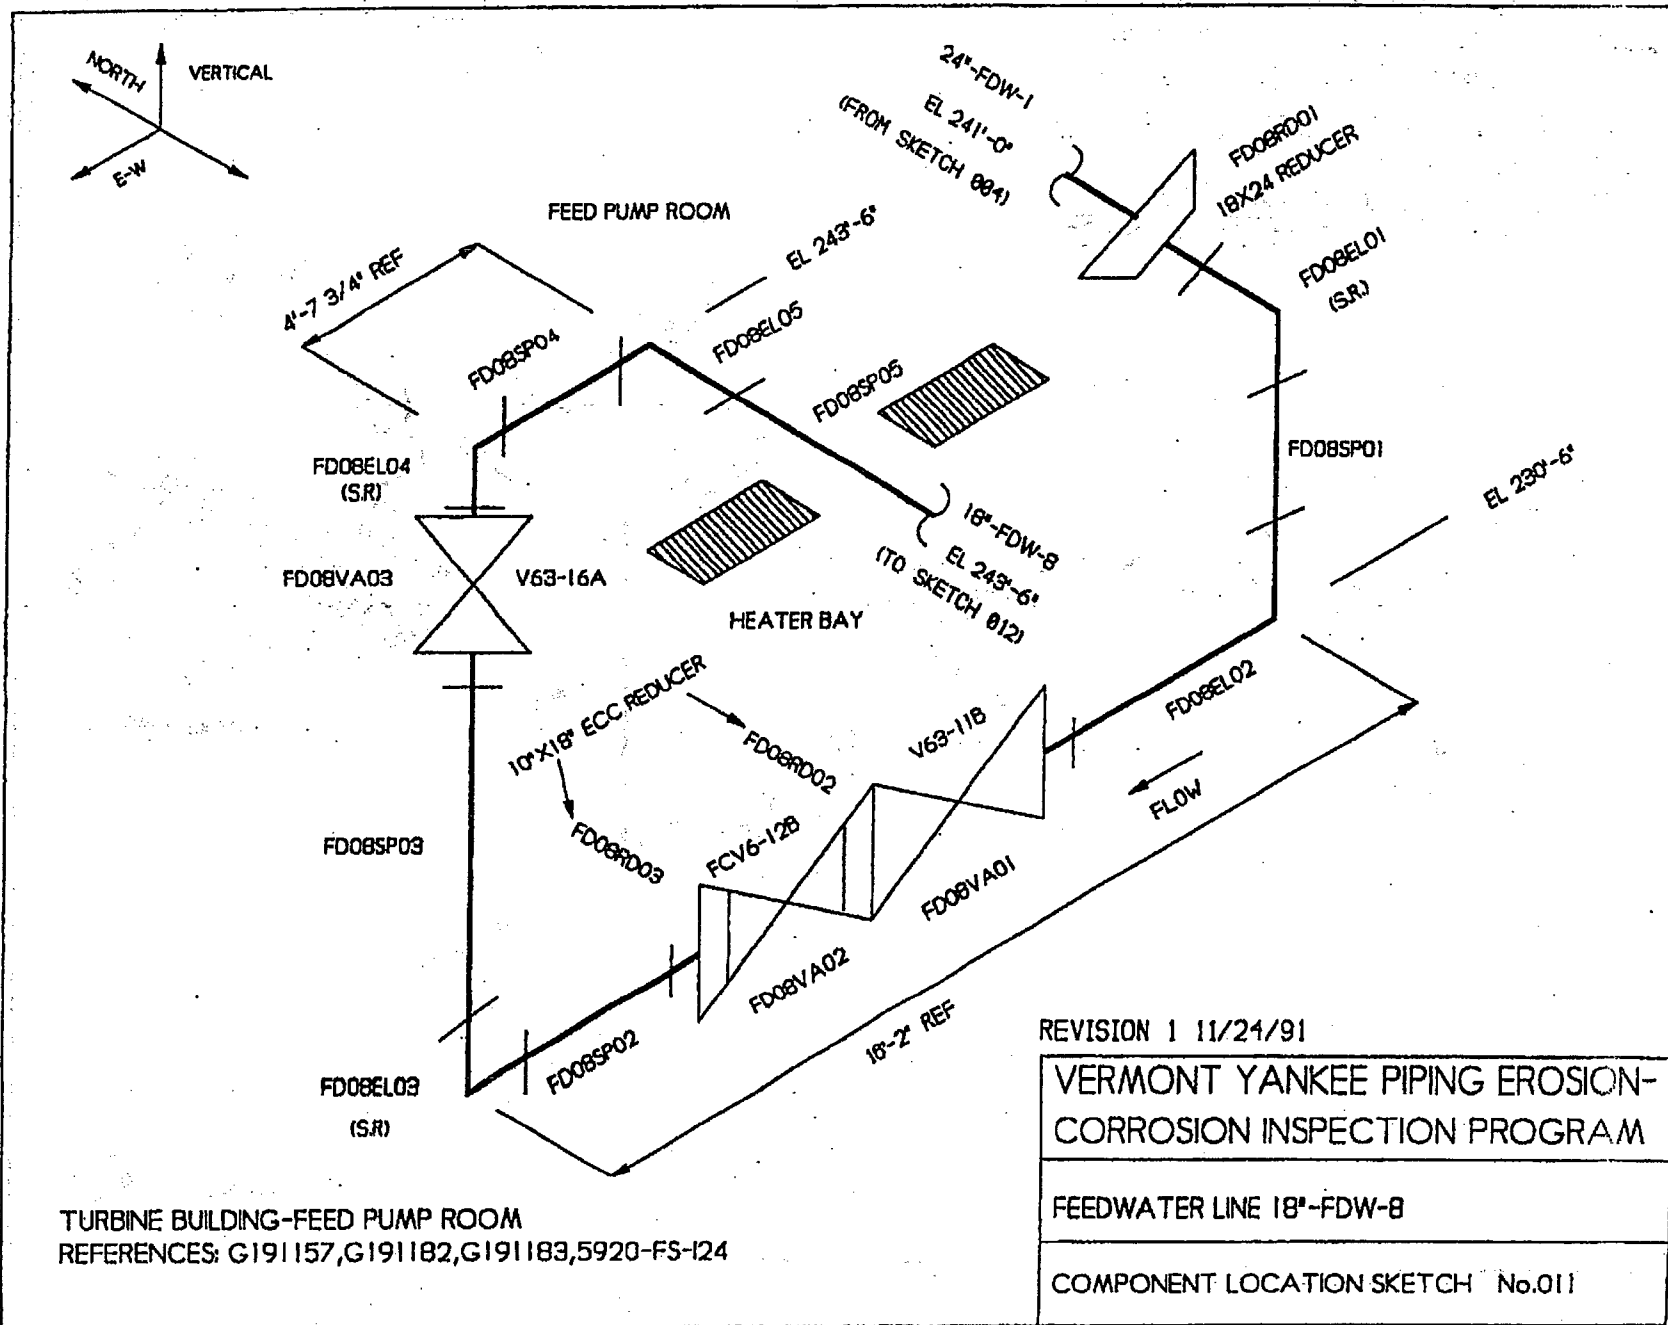 NORTH
VERTICAL
E-W
24"-FDW-1
EL 241'-0"
(FROM SKETCH 004)
FD08RD01
18X24 REDUCER
FEED PUMP ROOM
EL 243'-6"
4'-7 3/4" REF
FD08EL01
(S.R.)
FD08SP04
FD08EL05
FD08SP05
FD08SP01
FD08EL04
(S.R)
EL 230'-6"
18"-FDW-8
EL 243'-6"
(TO SKETCH 012)
FD08VA03
V63-16A
HEATER BAY
10"X18" ECC REDUCER
FD08EL02
V63-11B
FD08RD02
FLOW
FD08SP03
FD08RD03
FCV6-12B
FD08VA01
FD08VA02
18'-2" REF
FD08SP02
FD08EL03
(S.R)
REVISION 1 11/24/91
VERMONT YANKEE PIPING EROSION-
CORROSION INSPECTION PROGRAM
FEEDWATER LINE 18"-FDW-8
COMPONENT LOCATION SKETCH No.011
TURBINE BUILDING-FEED PUMP ROOM
REFERENCES: G191157,G191182,G191183,5920-FS-124